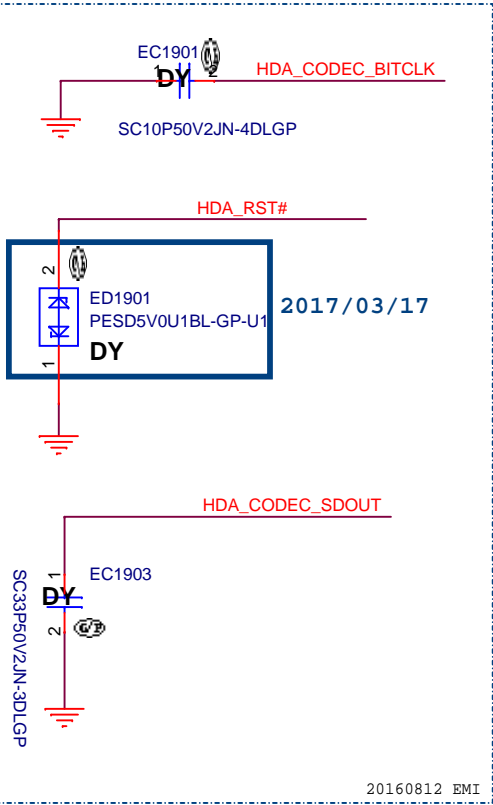 EC1901
1
DY
2
HDA_CODEC_BITCLK
SC10P50V2JN-4DLGP
HDA_RST#
2
ED1901
PESD5V0U1BL-GP-U1
DY
1
2017/03/17
HDA_CODEC_SDOUT
1
EC1903
DY
2
G/P
SC33P50V2JN-3DLGP
20160812 EMI